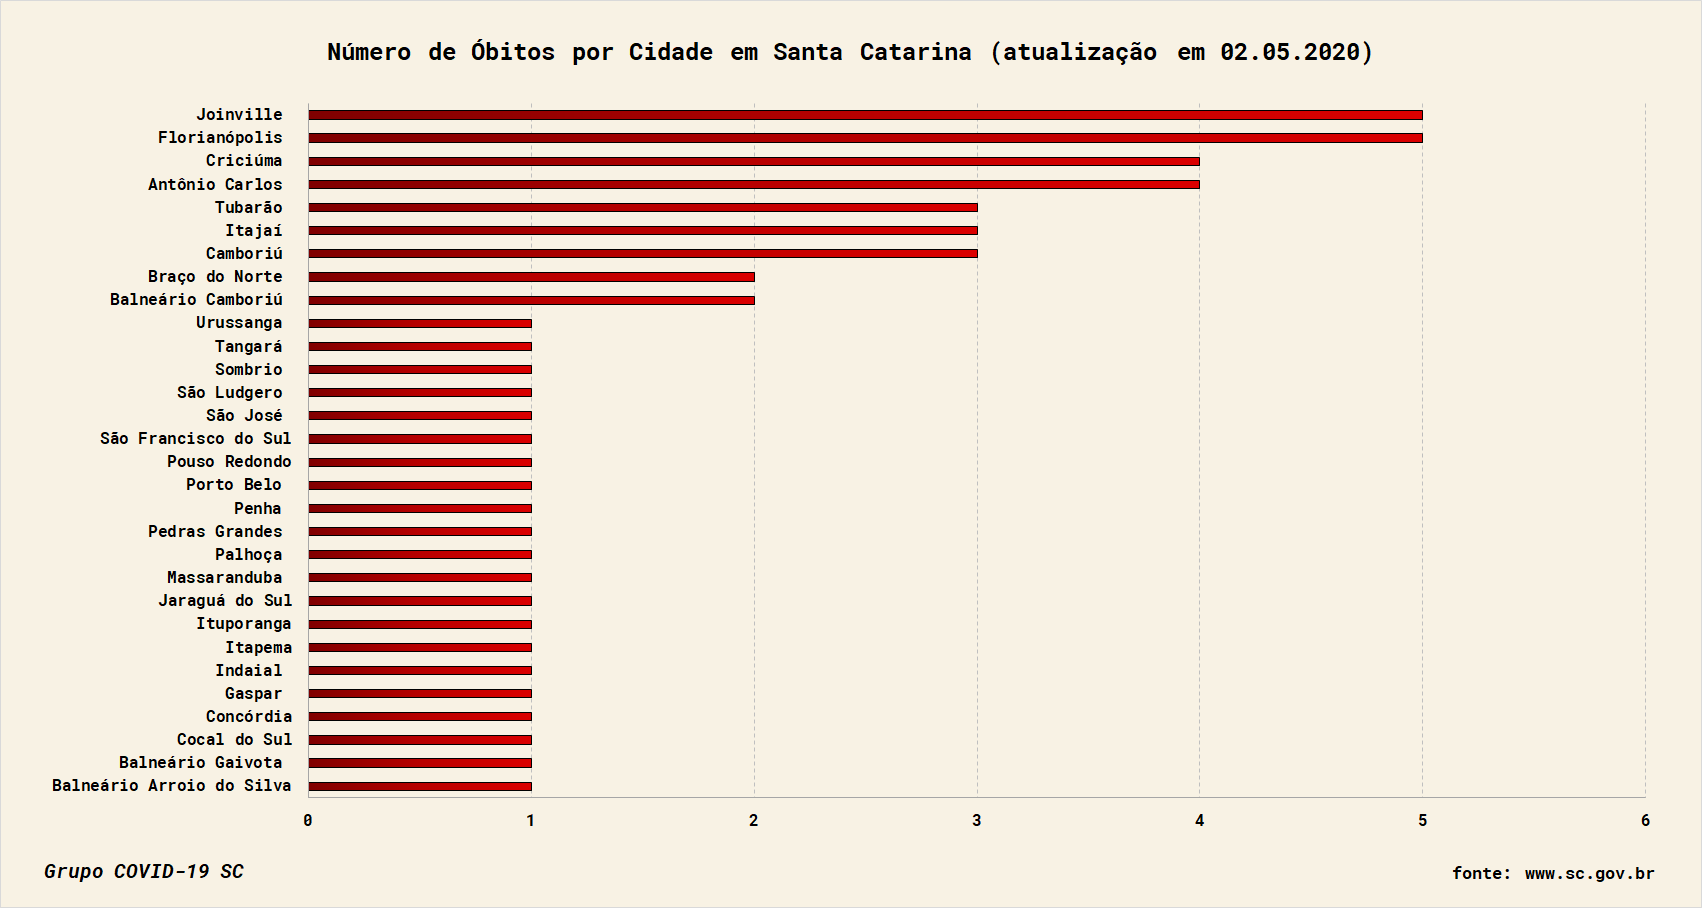 Número de Óbitos por Cidade em Santa Catarina (atualização em 02.05.2020)
Joinville
Florianópolis
Criciúma
Antônio Carlos
Tubarão
Itajaí
Camboriú
Braço do Norte
Balneário Camboriú
Urussanga
Tangará
Sombrio
São Ludgero
São José
São Francisco do Sul
Pouso Redondo
Porto Belo
Penha
Pedras Grandes
Palhoça
Massaranduba
Jaraguá do Sul
Ituporanga
Itapema
Indaial
Gaspar
Concórdia
Cocal do Sul
Balneário Gaivota
Balneário Arroio do Silva
0 1 2 3 4 5 6
Grupo COVID-19 SC
fonte: www.sc.gov.br